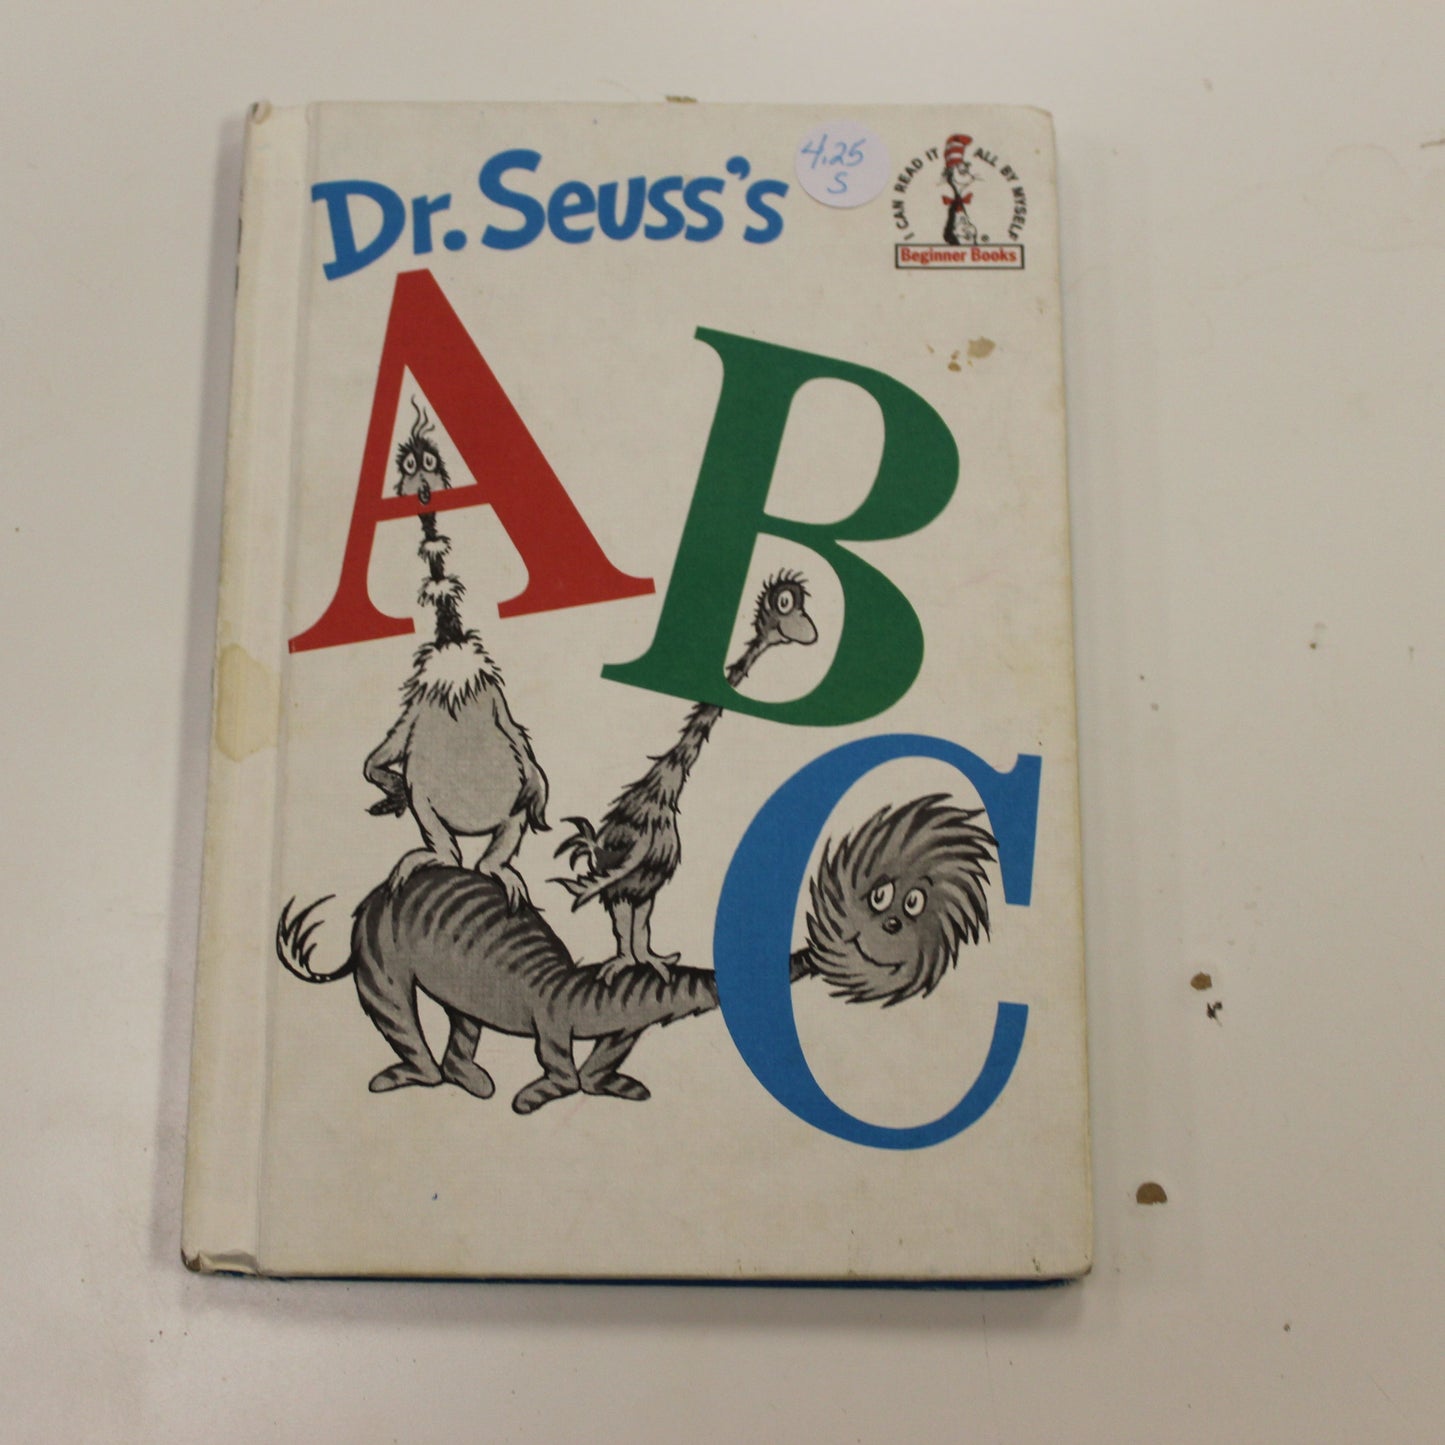 Dr. Seuss's
4.25
S
I CAN READ IT ALL BY MYSELF
Beginner Books
A
B
C